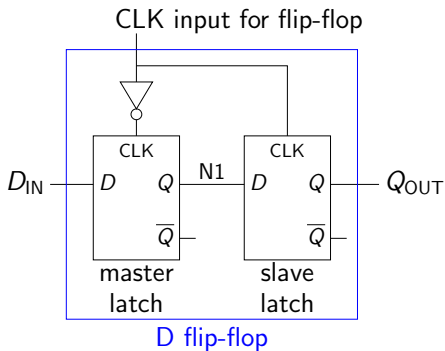 CLK input for flip-flop
CLK CLK
D_IN D Q N1 D Q Q_OUT
Q̅ Q̅
master slave
latch latch
D flip-flop